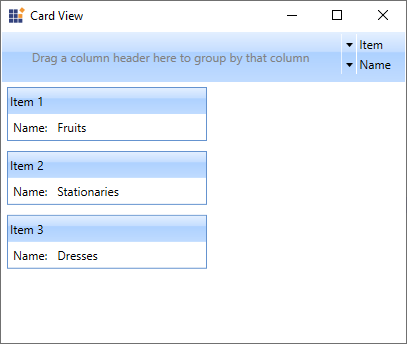 Card View
Drag a column header here to group by that column
Item
Name
Item 1
Name: Fruits
Item 2
Name: Stationaries
Item 3
Name: Dresses